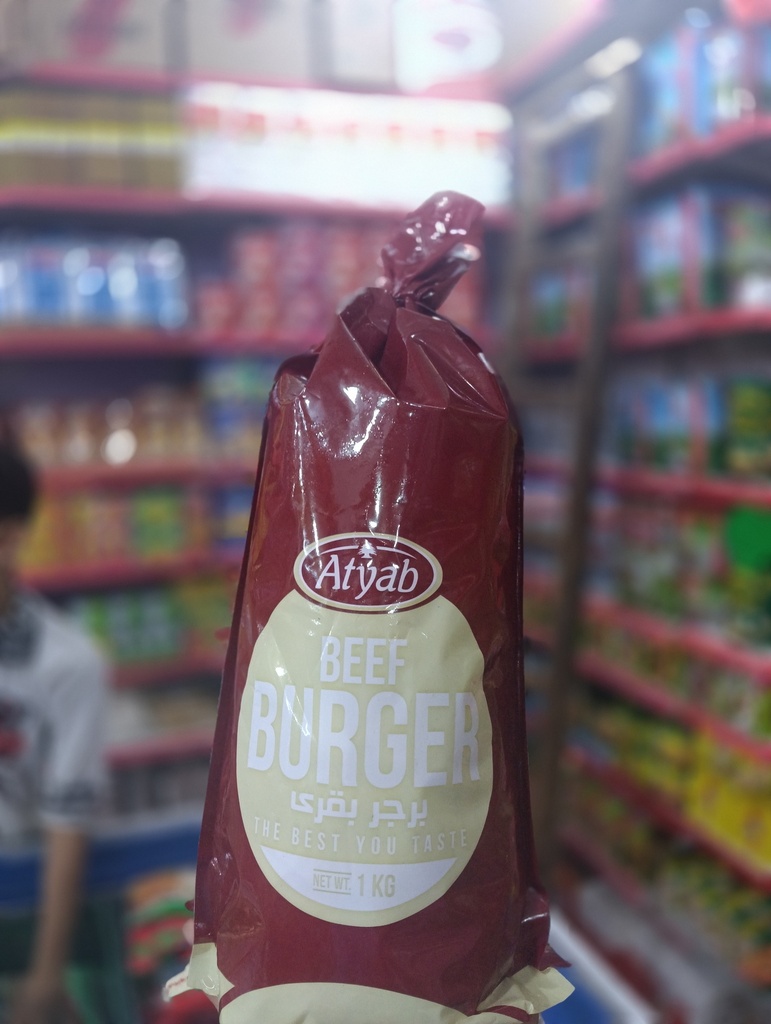 Atyab
BEEF
BURGER
برجر بقرى
THE BEST YOU TASTE
NET WT. 1 KG